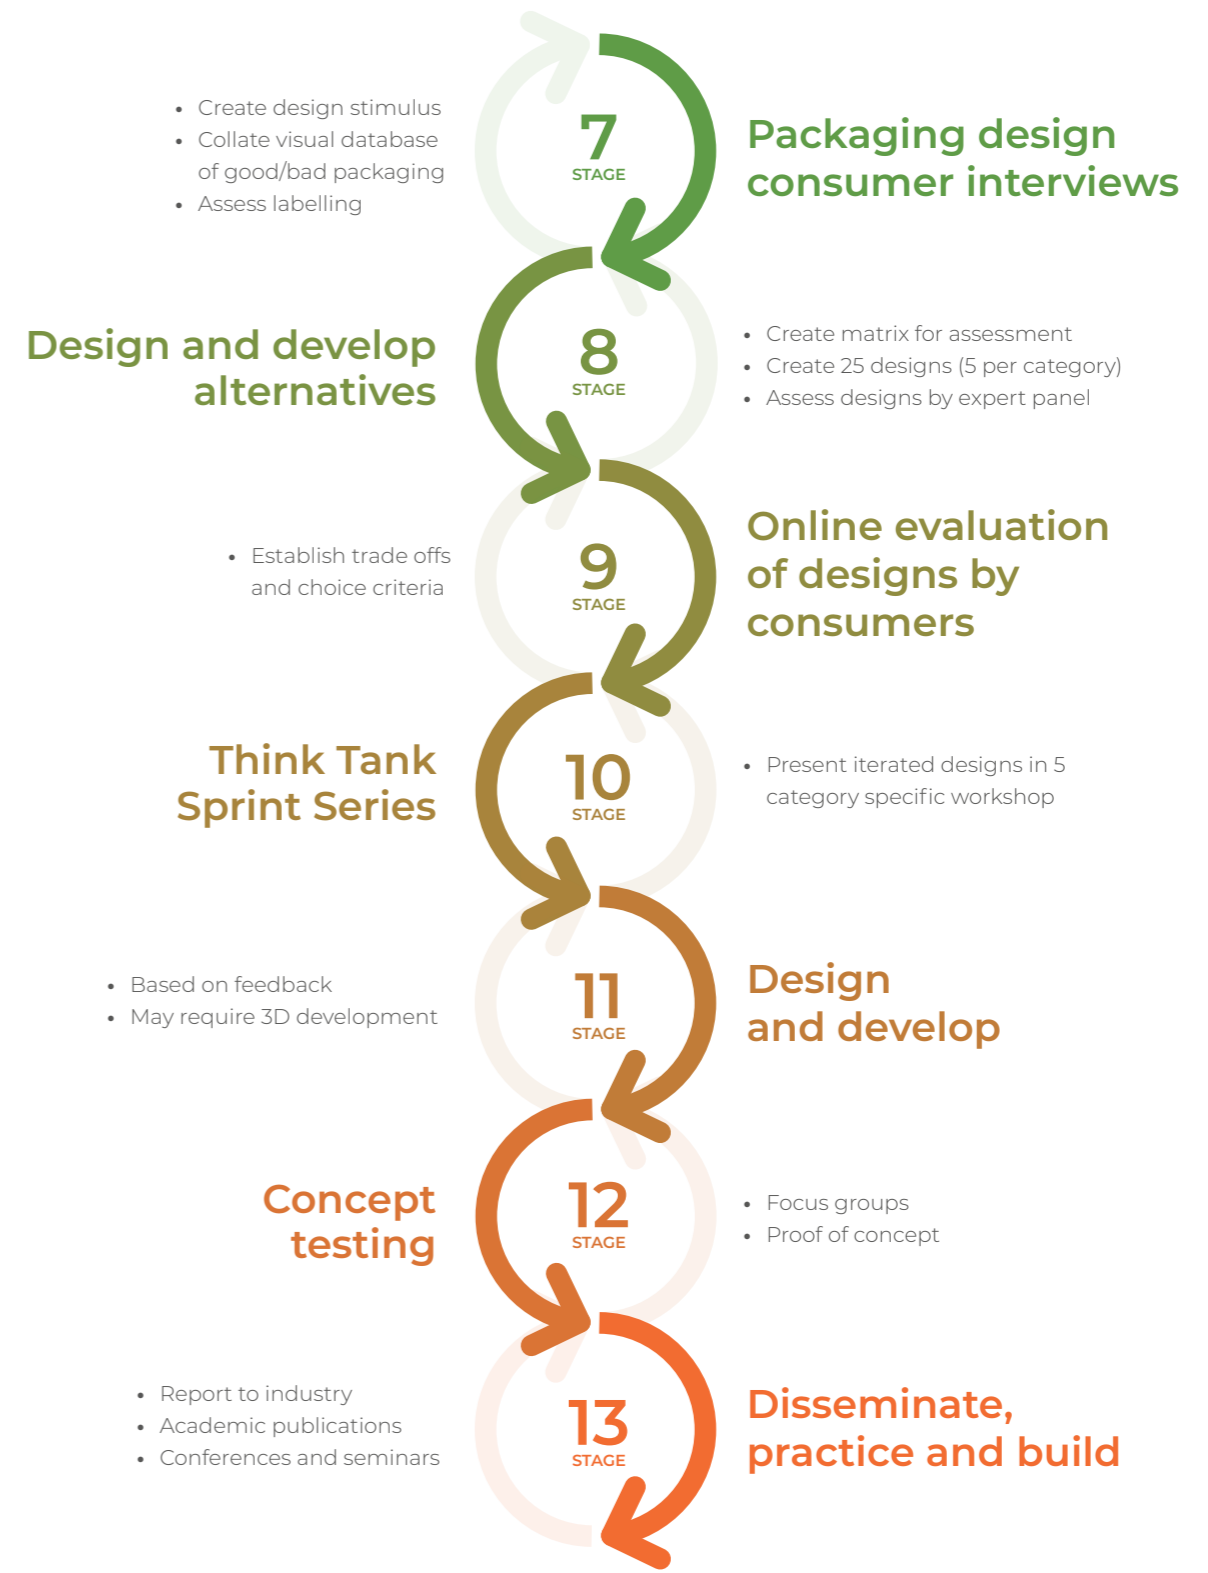 • Create design stimulus
• Collate visual database
of good/bad packaging
• Assess labelling
7
STAGE
Packaging design
consumer interviews
Design and develop
alternatives
8
STAGE
• Create matrix for assessment
• Create 25 designs (5 per category)
• Assess designs by expert panel
• Establish trade offs
and choice criteria
9
STAGE
Online evaluation
of designs by
consumers
Think Tank
Sprint Series
10
STAGE
• Present iterated designs in 5
category specific workshop
• Based on feedback
• May require 3D development
11
STAGE
Design
and develop
Concept
testing
12
STAGE
• Focus groups
• Proof of concept
• Report to industry
• Academic publications
• Conferences and seminars
13
STAGE
Disseminate,
practice and build